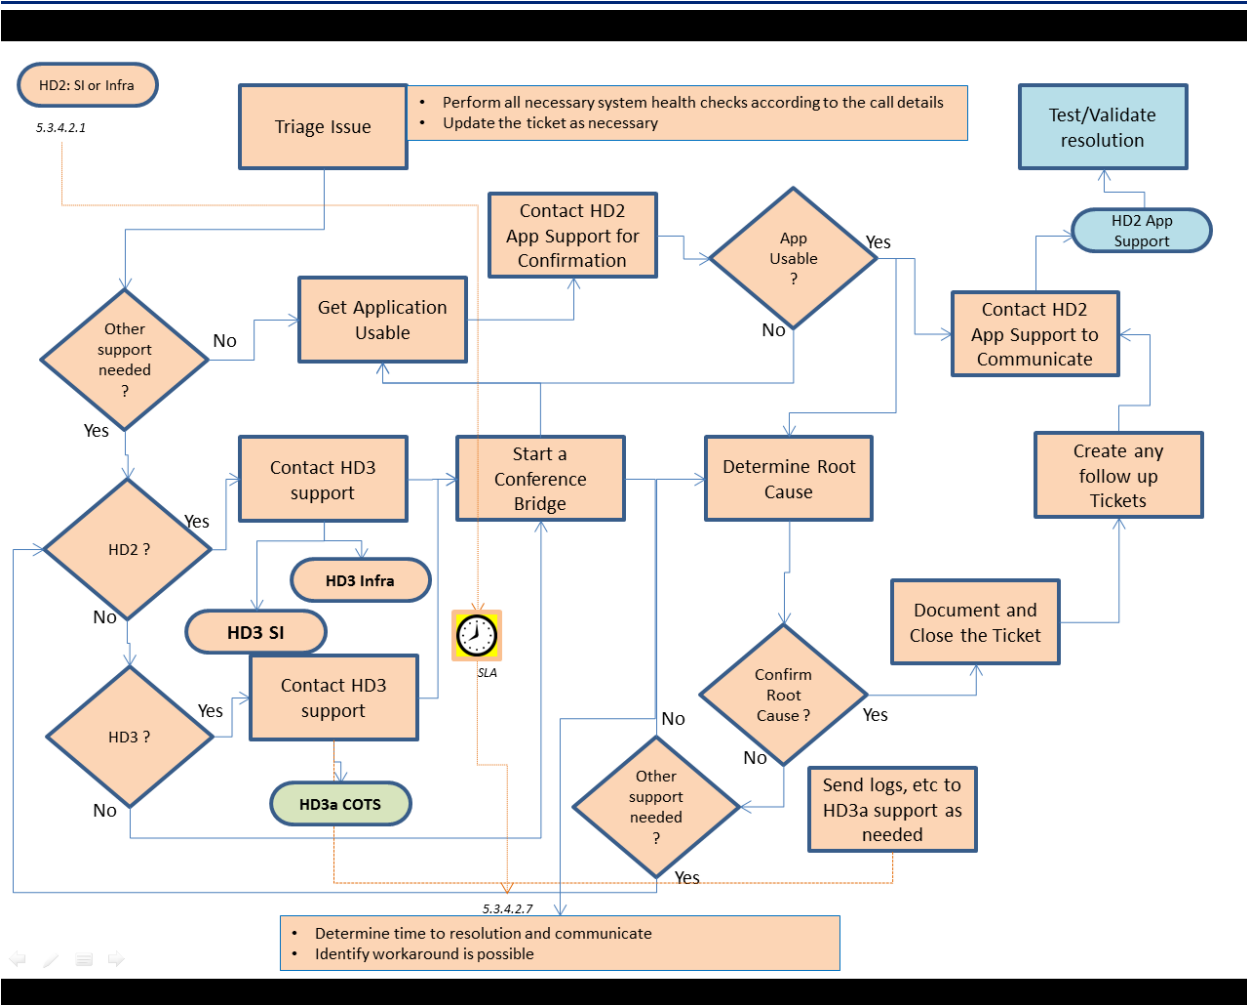 HD2: SI or Infra
5.3.4.2.1
Triage Issue
• Perform all necessary system health checks according to the call details
• Update the ticket as necessary
Test/Validate
resolution
HD2 App
Support
Contact HD2
App Support for
Confirmation
App
Usable
?
Yes
No
Get Application
Usable
Contact HD2
App Support to
Communicate
Other
support
needed
?
No
Yes
Contact HD3
support
Start a
Conference
Bridge
Determine Root
Cause
Create any
follow up
Tickets
HD2 ?
Yes
No
HD3 Infra
HD3 SI
SLA
Document and
Close the Ticket
Contact HD3
support
HD3 ?
Yes
No
HD3a COTS
Confirm
Root
Cause ?
Yes
No
Other
support
needed
?
No
Yes
Send logs, etc to
HD3a support as
needed
5.3.4.2.7
• Determine time to resolution and communicate
• Identify workaround is possible